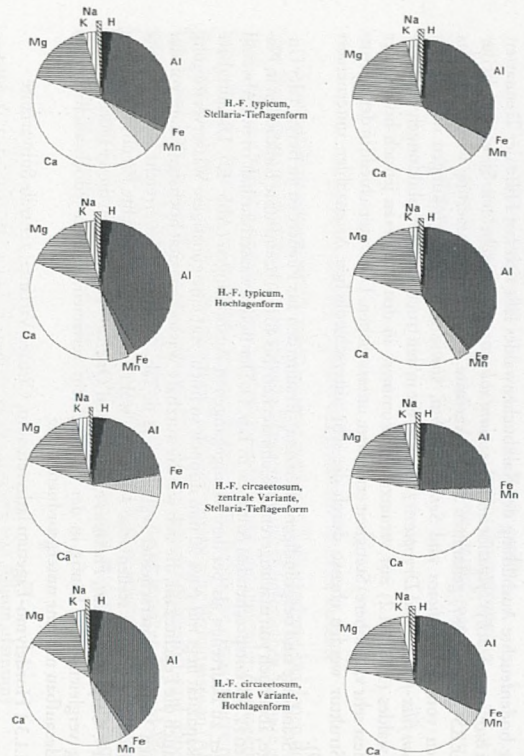 Na
K H
Mg
Al
Fe
Mn
Ca
H.-F. typicum,
Stellaria-Tieflagenform
Na
K H
Mg
Al
Fe
Mn
Ca
Na
K H
Mg
Al
Fe
Mn
Ca
H.-F. typicum,
Hochlagenform
Na
K H
Mg
Al
Fe
Mn
Ca
Na
K H
Mg
Al
Fe
Mn
Ca
H.-F. circaeetosum,
zentrale Variante,
Stellaria-Tieflagenform
Na
K H
Mg
Al
Fe
Mn
Ca
Na
K H
Mg
Al
Fe
Mn
Ca
H.-F. circaeetosum,
zentrale Variante,
Hochlagenform
Na
K H
Mg
Al
Fe
Mn
Ca